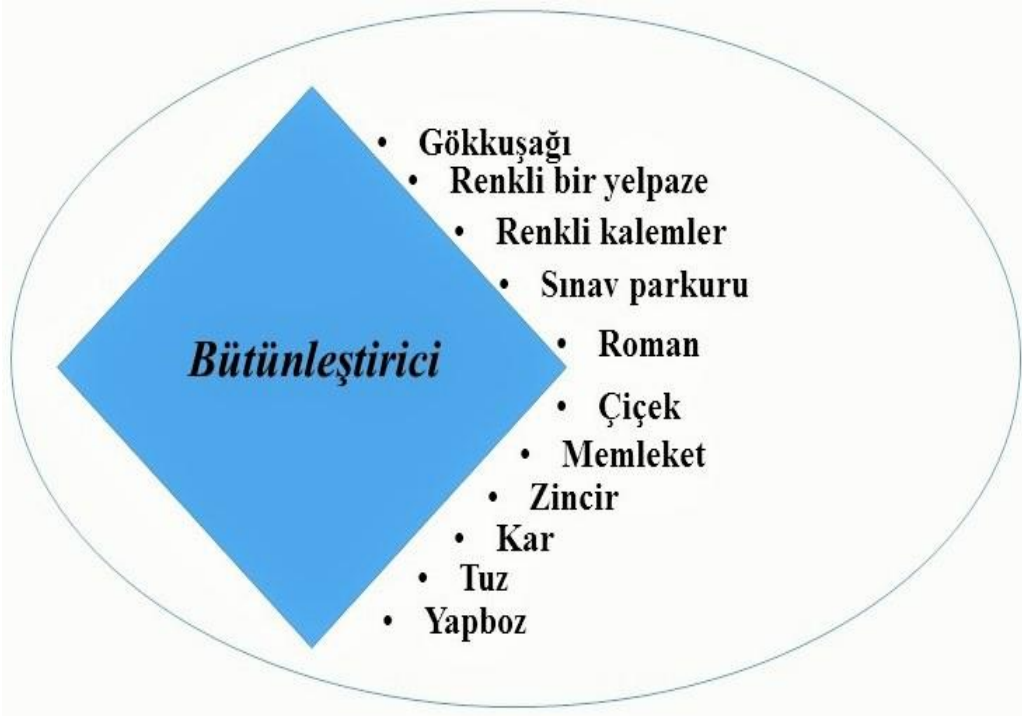 Gökkuşağı
Renkli bir yelpaze
Renkli kalemler
Sınav parkuru
Roman
Bütünleştirici
Çiçek
Memleket
Zincir
Kar
Tuz
Yapboz